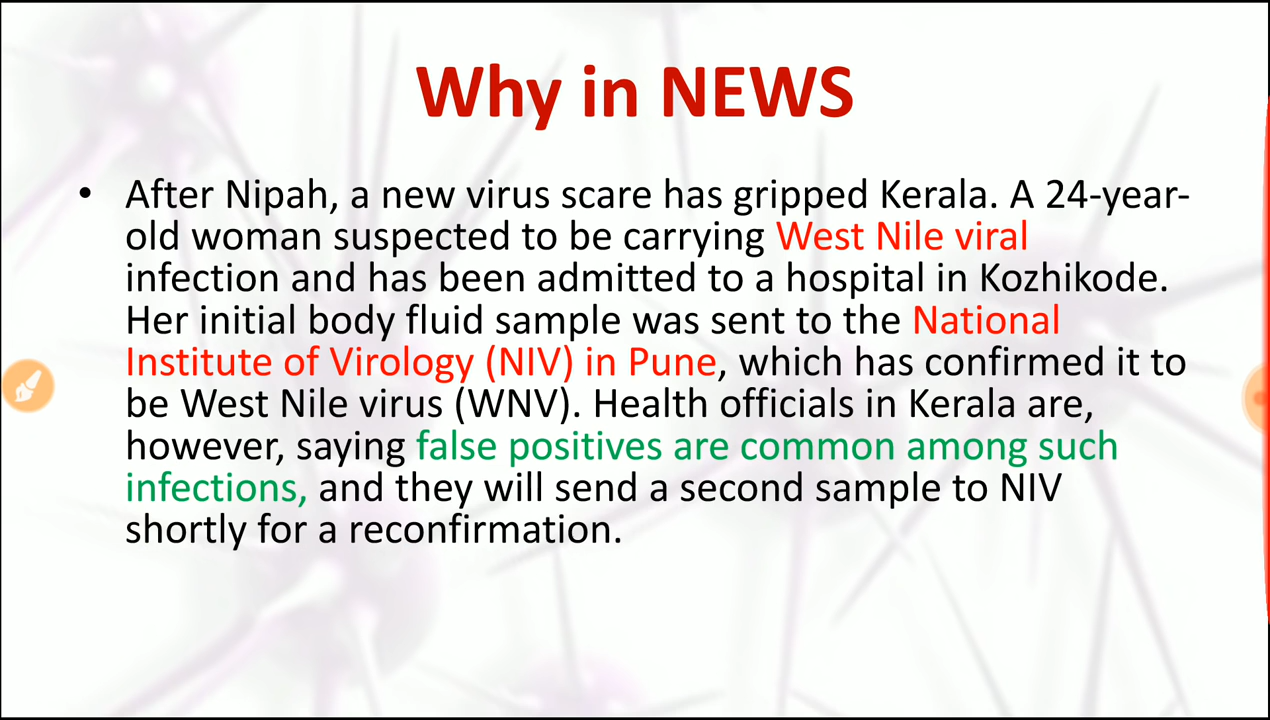 Why in NEWS
• After Nipah, a new virus scare has gripped Kerala. A 24-year-
old woman suspected to be carrying West Nile viral
infection and has been admitted to a hospital in Kozhikode.
Her initial body fluid sample was sent to the National
Institute of Virology (NIV) in Pune, which has confirmed it to
be West Nile virus (WNV). Health officials in Kerala are,
however, saying false positives are common among such
infections, and they will send a second sample to NIV
shortly for a reconfirmation.